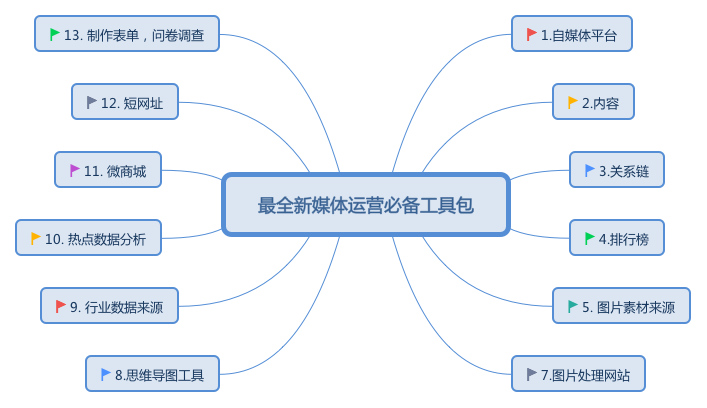 最全新媒体运营必备工具包
1.自媒体平台
2.内容
3.关系链
4.排行榜
5. 图片素材来源
7.图片处理网站
8.思维导图工具
9. 行业数据来源
10. 热点数据分析
11. 微商城
12. 短网址
13. 制作表单，问卷调查